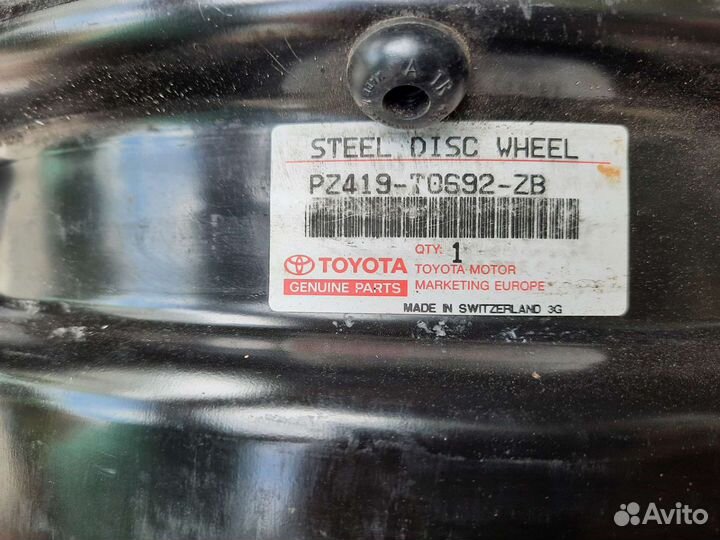 STEEL DISC WHEEL
PZ419-T0692-ZB
QTY: 1
TOYOTA
GENUINE PARTS
TOYOTA MOTOR
MARKETING EUROPE
MADE IN SWITZERLAND 3G
Avito